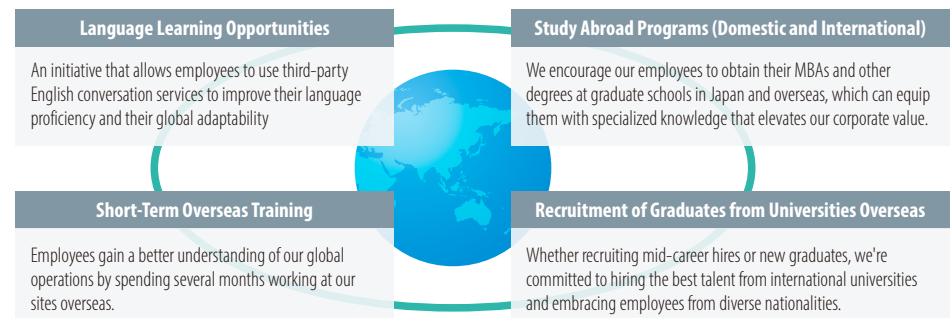 Language Learning Opportunities
An initiative that allows employees to use third-party
English conversation services to improve their language
proficiency and their global adaptability
Study Abroad Programs (Domestic and International)
We encourage our employees to obtain their MBAs and other
degrees at graduate schools in Japan and overseas, which can equip
them with specialized knowledge that elevates our corporate value.
Short-Term Overseas Training
Employees gain a better understanding of our global
operations by spending several months working at our
sites overseas.
Recruitment of Graduates from Universities Overseas
Whether recruiting mid-career hires or new graduates, we're
committed to hiring the best talent from international universities
and embracing employees from diverse nationalities.